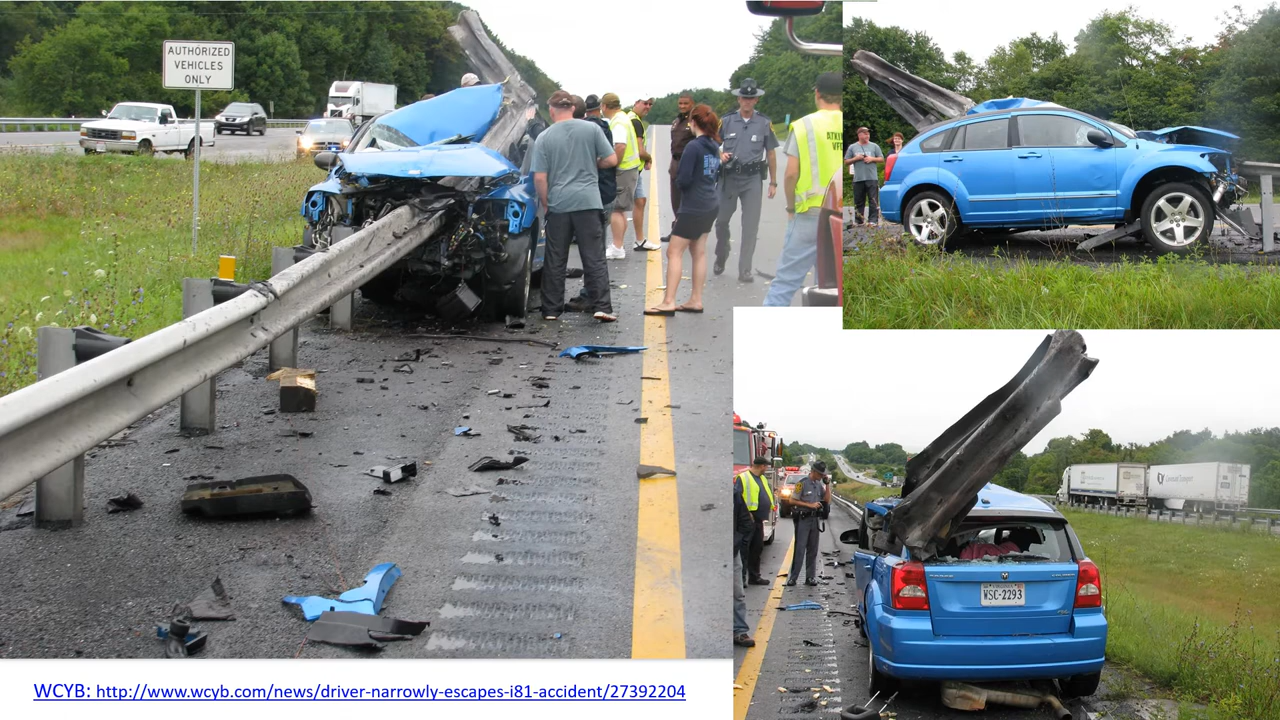 AUTHORIZED
VEHICLES
ONLY
WSC-2293
WCYB: http://www.wcyb.com/news/driver-narrowly-escapes-i81-accident/27392204